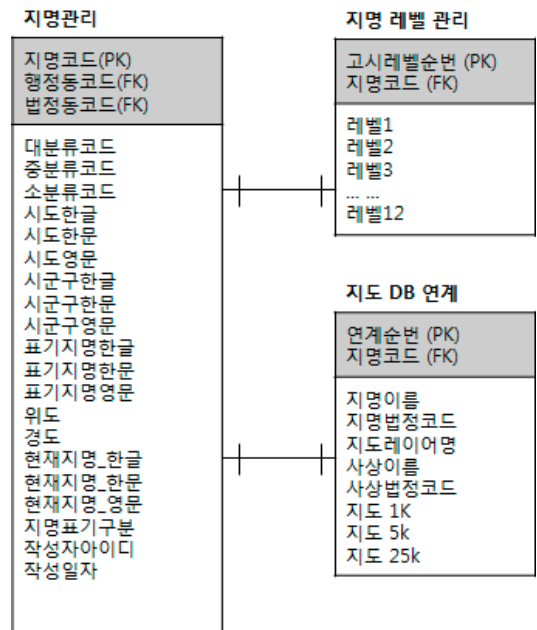 지명관리
지명코드(PK)
행정동코드(FK)
법정동코드(FK)
대분류코드
중분류코드
소분류코드
시도한글
시도한문
시도영문
시군구한글
시군구한문
시군구영문
표기지명한글
표기지명한문
표기지명영문
위도
경도
현재지명_한글
현재지명_한문
현재지명_영문
지명표기구분
작성자아이디
작성일자
지명 레벨 관리
고시레벨순번 (PK)
지명코드 (FK)
레벨1
레벨2
레벨3
... ...
레벨12
지도 DB 연계
연계순번 (PK)
지명코드 (FK)
지명이름
지명법정코드
지도레이어명
사상이름
사상법정코드
지도 1K
지도 5k
지도 25k